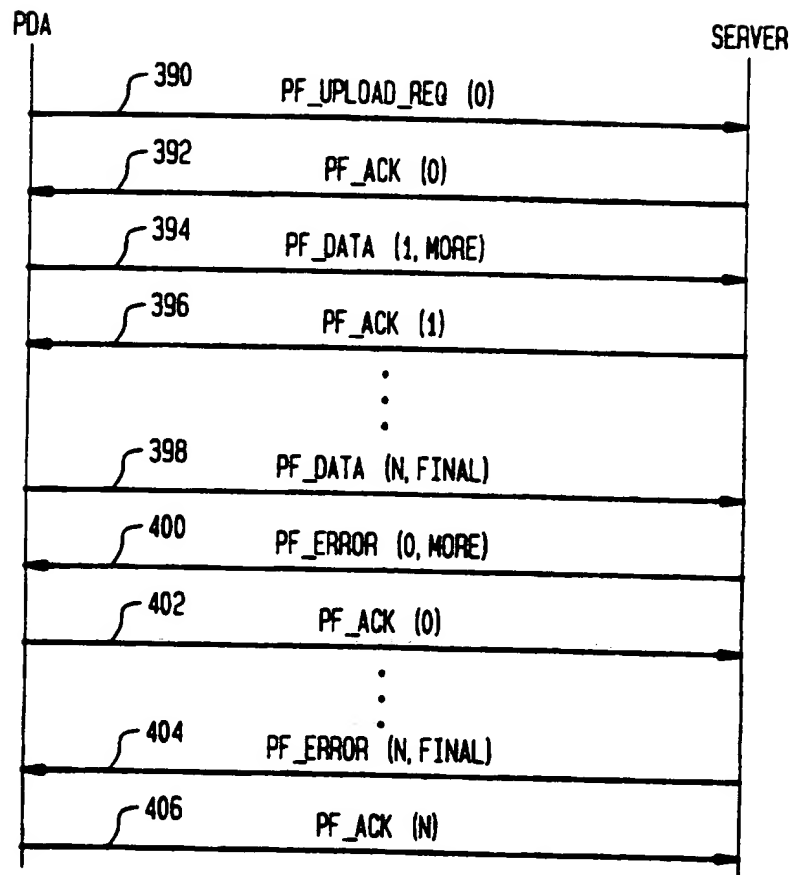 PDA
SERVER
390
PF_UPLOAD_REQ (0)
392
PF_ACK (0)
394
PF_DATA (1, MORE)
396
PF_ACK (1)
398
PF_DATA (N, FINAL)
400
PF_ERROR (0, MORE)
402
PF_ACK (0)
404
PF_ERROR (N, FINAL)
406
PF_ACK (N)